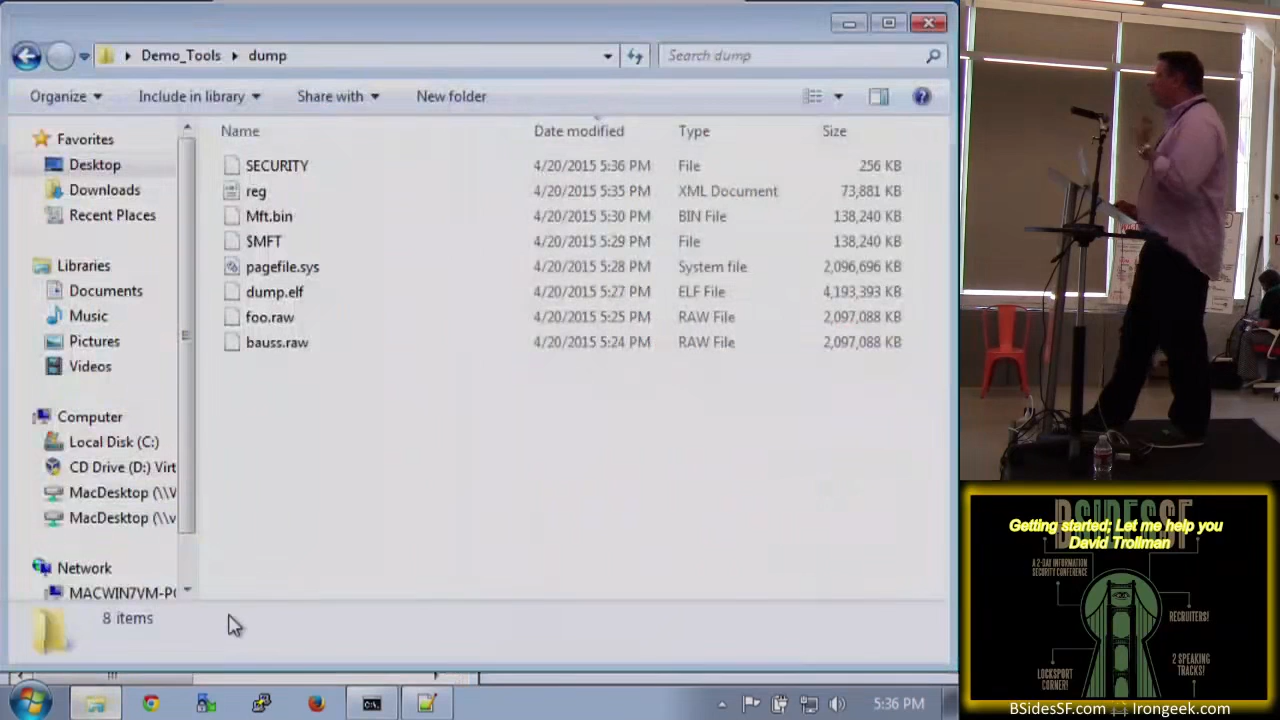 Demo_Tools dump
Search dump
Organize Include in library Share with New folder
Name Date modified Type Size
SECURITY 4/20/2015 5:36 PM File 256 KB
reg 4/20/2015 5:35 PM XML Document 73,881 KB
Mft.bin 4/20/2015 5:30 PM BIN File 138,240 KB
$MFT 4/20/2015 5:29 PM File 138,240 KB
pagefile.sys 4/20/2015 5:28 PM System file 2,096,696 KB
dump.elf 4/20/2015 5:27 PM ELF File 4,193,393 KB
foo.raw 4/20/2015 5:25 PM RAW File 2,097,088 KB
bauss.raw 4/20/2015 5:24 PM RAW File 2,097,088 KB
Favorites
Desktop
Downloads
Recent Places
Libraries
Documents
Music
Pictures
Videos
Computer
Local Disk (C:)
CD Drive (D:) Virt
MacDesktop (\\V
MacDesktop (\\v
Network
MACWIN7VM-PC
8 items
5:36 PM
BSIDESSF
Getting started; Let me help you
David Trollman
A 2-DAY INFORMATION
SECURITY CONFERENCE
RECRUITERS!
LOCKSPORT
CORNER!
2 SPEAKING
TRACKS!
BSidesSF.com Irongeek.com